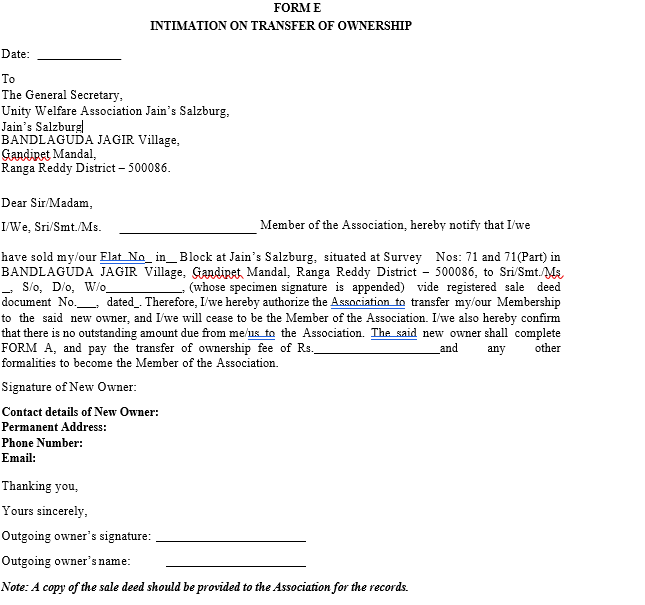 FORM E
INTIMATION ON TRANSFER OF OWNERSHIP
Date: ______________
To
The General Secretary,
Unity Welfare Association Jain’s Salzburg,
Jain’s Salzburg
BANDLAGUDA JAGIR Village,
Gandipet Mandal,
Ranga Reddy District – 500086.
Dear Sir/Madam,
I/We, Sri/Smt./Ms. _______________________ Member of the Association, hereby notify that I/we
have sold my/our Flat No_ in__ Block at Jain’s Salzburg, situated at Survey Nos: 71 and 71(Part) in
BANDLAGUDA JAGIR Village, Gandipet Mandal, Ranga Reddy District – 500086, to Sri/Smt./Ms
_, S/o, D/o, W/o_____________, (whose specimen signature is appended) vide registered sale deed
document No.___, dated_. Therefore, I/we hereby authorize the Association to transfer my/our Membership
to the said new owner, and I/we will cease to be the Member of the Association. I/we also hereby confirm
that there is no outstanding amount due from me/us to the Association. The said new owner shall complete
FORM A, and pay the transfer of ownership fee of Rs._____________________and any other
formalities to become the Member of the Association.
Signature of New Owner:
Contact details of New Owner:
Permanent Address:
Phone Number:
Email:
Thanking you,
Yours sincerely,
Outgoing owner’s signature: _________________________
Outgoing owner’s name: _______________________
Note: A copy of the sale deed should be provided to the Association for the records.